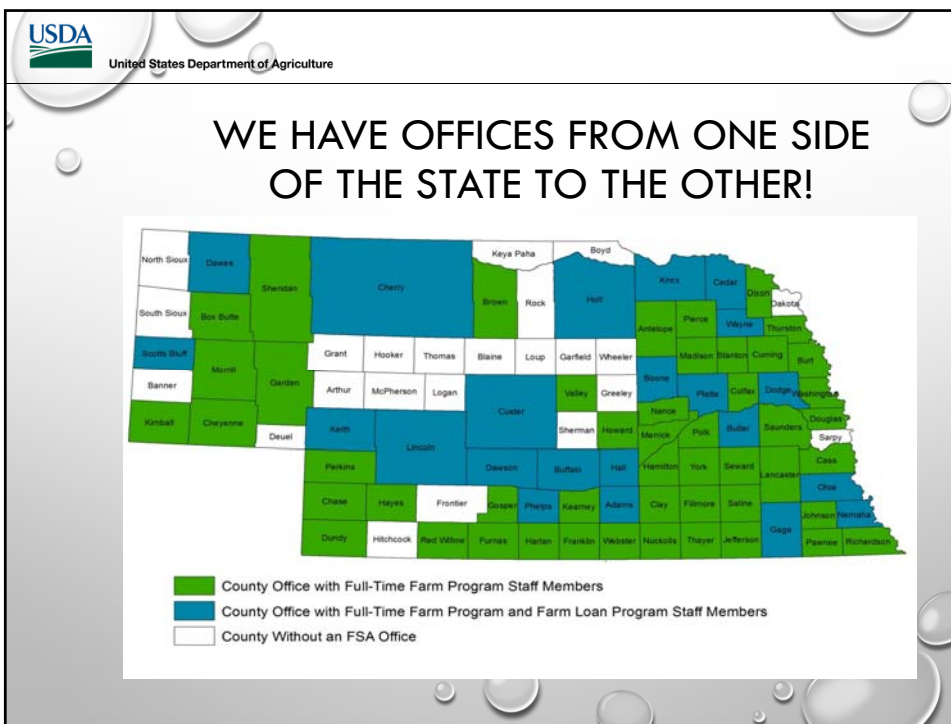 USDA
United States Department of Agriculture
WE HAVE OFFICES FROM ONE SIDE
OF THE STATE TO THE OTHER!
North Sioux
Dawes
Sheridan
Cherry
Keya Paha
Boyd
Brown
Rock
Holt
Knox
Cedar
Dixon
Dakota
South Sioux
Box Butte
Antelope
Pierce
Wayne
Thurston
Scotts Bluff
Morrill
Garden
Grant
Hooker
Thomas
Blaine
Loup
Garfield
Wheeler
Madison
Stanton
Cuming
Burt
Banner
Arthur
McPherson
Logan
Custer
Valley
Greeley
Boone
Platte
Colfax
Dodge
Washington
Kimball
Cheyenne
Deuel
Keith
Lincoln
Sherman
Howard
Nance
Merrick
Polk
Butler
Saunders
Douglas
Sarpy
Perkins
Dawson
Buffalo
Hall
Hamilton
York
Seward
Lancaster
Cass
Otoe
Chase
Hayes
Frontier
Gosper
Phelps
Kearney
Adams
Clay
Fillmore
Saline
Gage
Johnson
Nemaha
Dundy
Hitchcock
Red Willow
Furnas
Harlan
Franklin
Webster
Nuckolls
Thayer
Jefferson
Pawnee
Richardson
County Office with Full-Time Farm Program Staff Members
County Office with Full-Time Farm Program and Farm Loan Program Staff Members
County Without an FSA Office